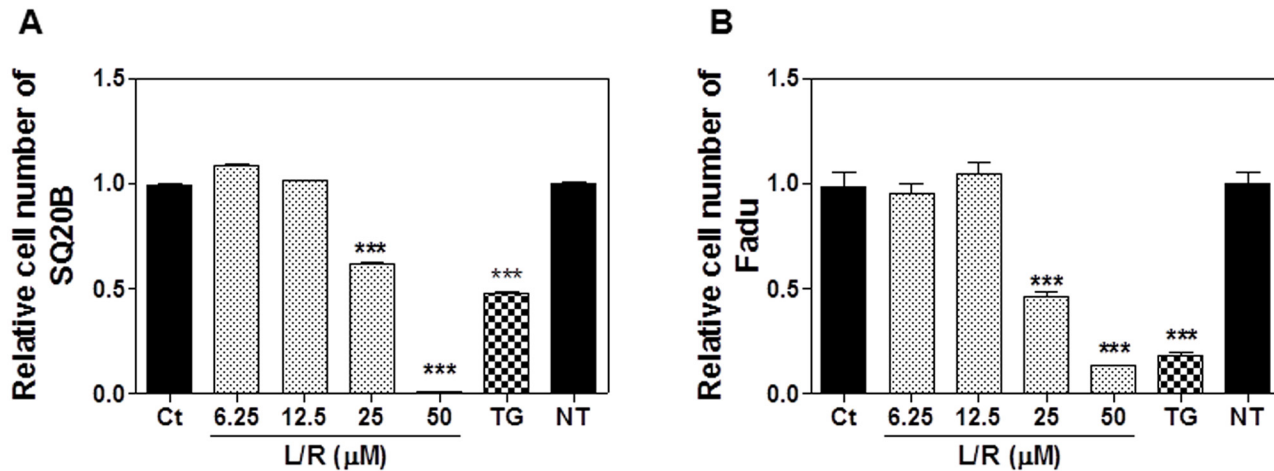 A
Relative cell number of
SQ20B
1.5
1.0
0.5
0.0
***
***
***
Ct 6.25 12.5 25 50 TG NT
L/R (μM)
B
Relative cell number of
Fadu
1.5
1.0
0.5
0.0
***
***
***
Ct 6.25 12.5 25 50 TG NT
L/R (μM)